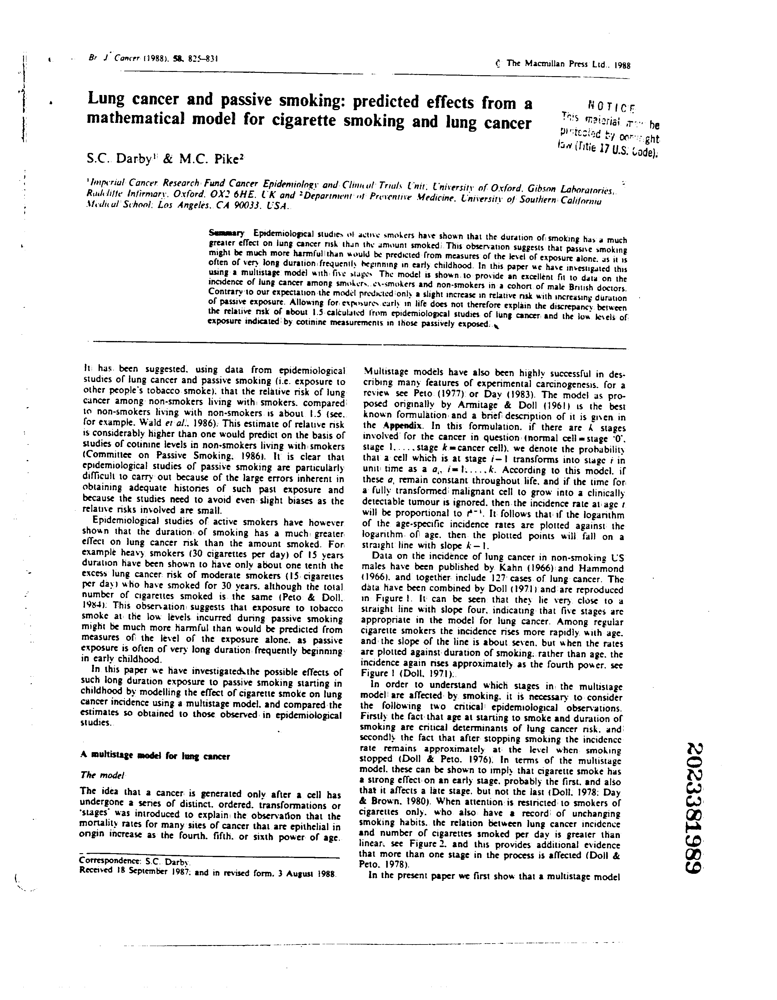 Br J Cancer (1988), 58, 825-831
© The Macmillan Press Ltd., 1988
Lung cancer and passive smoking: predicted effects from a
mathematical model for cigarette smoking and lung cancer
NOTICE
This material may be
protected by copyright
law (Title 17 U.S. Code).
S.C. Darby¹ & M.C. Pike²
¹Imperial Cancer Research Fund Cancer Epidemiology and Clinical Trials Unit, University of Oxford, Gibson Laboratories,
Radcliffe Infirmary, Oxford, OX2 6HE, UK and ²Department of Preventive Medicine, University of Southern California
Medical School, Los Angeles, CA 90033, USA.
Summary Epidemiological studies of active smokers have shown that the duration of smoking has a much
greater effect on lung cancer risk than the amount smoked. This observation suggests that passive smoking
might be much more harmful than would be predicted from measures of the level of exposure alone, as it is
often of very long duration frequently beginning in early childhood. In this paper we have investigated this
using a multistage model with five stages. The model is shown to provide an excellent fit to data on the
incidence of lung cancer among smokers, ex-smokers and non-smokers in a cohort of male British doctors.
Contrary to our expectation the model predicted only a slight increase in relative risk with increasing duration
of passive exposure. Allowing for exposures early in life does not therefore explain the discrepancy between
the relative risk of about 1.5 calculated from epidemiological studies of lung cancer and the low levels of
exposure indicated by cotinine measurements in those passively exposed.
It has been suggested, using data from epidemiological
studies of lung cancer and passive smoking (i.e. exposure to
other people's tobacco smoke), that the relative risk of lung
cancer among non-smokers living with smokers, compared
to non-smokers living with non-smokers is about 1.5 (see,
for example, Wald et al., 1986). This estimate of relative risk
is considerably higher than one would predict on the basis of
studies of cotinine levels in non-smokers living with smokers
(Committee on Passive Smoking, 1986). It is clear that
epidemiological studies of passive smoking are particularly
difficult to carry out because of the large errors inherent in
obtaining adequate histories of such past exposure and
because the studies need to avoid even slight biases as the
relative risks involved are small.
Epidemiological studies of active smokers have however
shown that the duration of smoking has a much greater
effect on lung cancer risk than the amount smoked. For
example heavy smokers (30 cigarettes per day) of 15 years
duration have been shown to have only about one tenth the
excess lung cancer risk of moderate smokers (15 cigarettes
per day) who have smoked for 30 years, although the total
number of cigarettes smoked is the same (Peto & Doll,
1984). This observation suggests that exposure to tobacco
smoke at the low levels incurred during passive smoking
might be much more harmful than would be predicted from
measures of the level of the exposure alone, as passive
exposure is often of very long duration frequently beginning
in early childhood.
In this paper we have investigated the possible effects of
such long duration exposure to passive smoking starting in
childhood by modelling the effect of cigarette smoke on lung
cancer incidence using a multistage model, and compared the
estimates so obtained to those observed in epidemiological
studies.
A multistage model for lung cancer
The model
The idea that a cancer is generated only after a cell has
undergone a series of distinct, ordered, transformations or
'stages' was introduced to explain the observation that the
mortality rates for many sites of cancer that are epithelial in
origin increase as the fourth, fifth, or sixth power of age.
Correspondence: S.C. Darby.
Received 18 September 1987; and in revised form, 3 August 1988.
Multistage models have also been highly successful in des-
cribing many features of experimental carcinogenesis, for a
review see Peto (1977) or Day (1983). The model as pro-
posed originally by Armitage & Doll (1961) is the best
known formulation and a brief description of it is given in
the Appendix. In this formulation, if there are k stages
involved for the cancer in question (normal cell = stage '0',
stage 1,...., stage k = cancer cell), we denote the probability
that a cell which is at stage i−1 transforms into stage i in
unit time as a aᵢ, i=1,....,k. According to this model, if
these aᵢ remain constant throughout life, and if the time for
a fully transformed malignant cell to grow into a clinically
detectable tumour is ignored, then the incidence rate at age t
will be proportional to tᵏ⁻¹. It follows that if the logarithm
of the age-specific incidence rates are plotted against the
logarithm of age, then the plotted points will fall on a
straight line with slope k−1.
Data on the incidence of lung cancer in non-smoking US
males have been published by Kahn (1966) and Hammond
(1966), and together include 127 cases of lung cancer. The
data have been combined by Doll (1971) and are reproduced
in Figure 1. It can be seen that they lie very close to a
straight line with slope four, indicating that five stages are
appropriate in the model for lung cancer. Among regular
cigarette smokers the incidence rises more rapidly with age,
and the slope of the line is about seven, but when the rates
are plotted against duration of smoking, rather than age, the
incidence again rises approximately as the fourth power, see
Figure 1 (Doll, 1971).
In order to understand which stages in the multistage
model are affected by smoking, it is necessary to consider
the following two critical epidemiological observations.
Firstly the fact that age at starting to smoke and duration of
smoking are critical determinants of lung cancer risk, and
secondly the fact that after stopping smoking the incidence
rate remains approximately at the level when smoking
stopped (Doll & Peto, 1976). In terms of the multistage
model, these can be shown to imply that cigarette smoke has
a strong effect on an early stage, probably the first, and also
that it affects a late stage, but not the last (Doll, 1978; Day
& Brown, 1980). When attention is restricted to smokers of
cigarettes only, who also have a record of unchanging
smoking habits, the relation between lung cancer incidence
and number of cigarettes smoked per day is greater than
linear, see Figure 2, and this provides additional evidence
that more than one stage in the process is affected (Doll &
Peto, 1978).
In the present paper we first show that a multistage model
2023381989